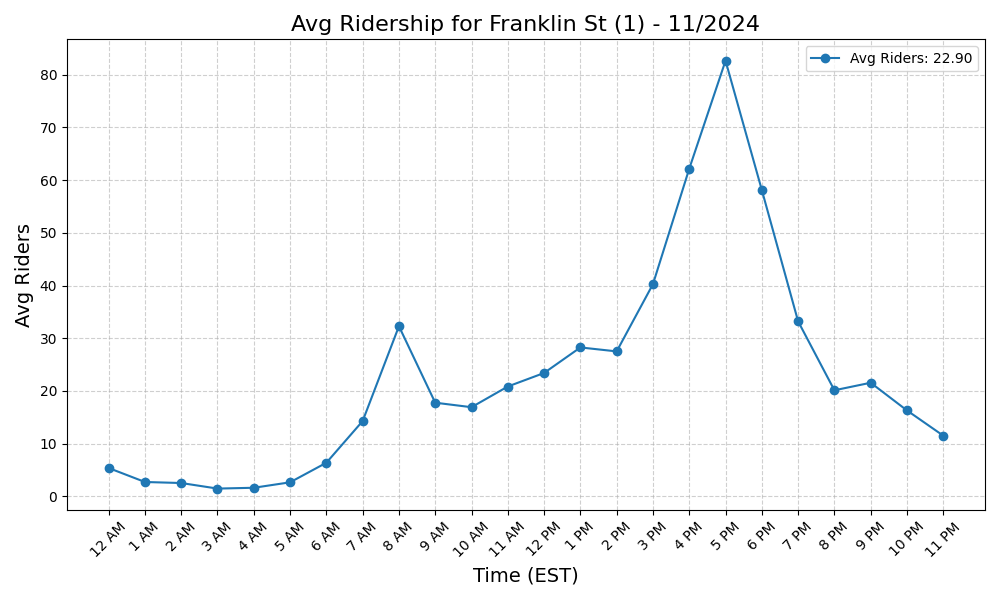 Avg Ridership for Franklin St (1) - 11/2024
Avg Riders: 22.90
Avg Riders
80
70
60
50
40
30
20
10
0
12 AM
1 AM
2 AM
3 AM
4 AM
5 AM
6 AM
7 AM
8 AM
9 AM
10 AM
11 AM
12 PM
1 PM
2 PM
3 PM
4 PM
5 PM
6 PM
7 PM
8 PM
9 PM
10 PM
11 PM
Time (EST)